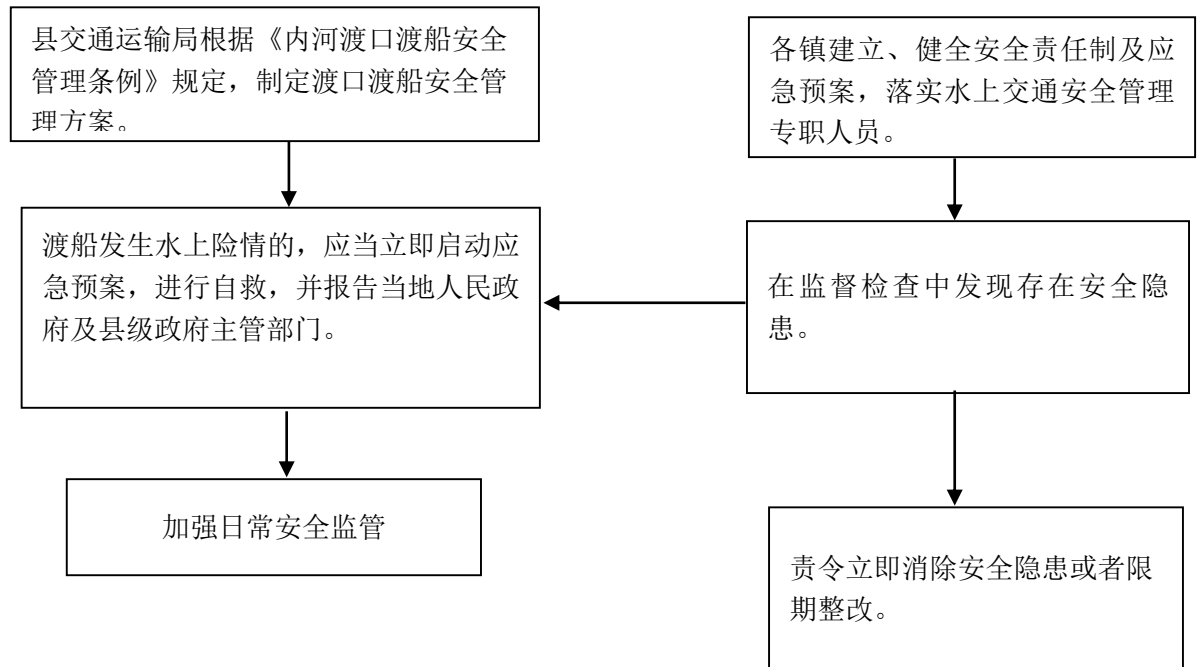 县交通运输局根据《内河渡口渡船安全
管理条例》规定，制定渡口渡船安全管
理方案。
各镇建立、健全安全责任制及应
急预案，落实水上交通安全管理
专职人员。
渡船发生水上险情的，应当立即启动应
急预案，进行自救，并报告当地人民政
府及县级政府主管部门。
在监督检查中发现存在安全隐
患。
加强日常安全监管
责令立即消除安全隐患或者限
期整改。